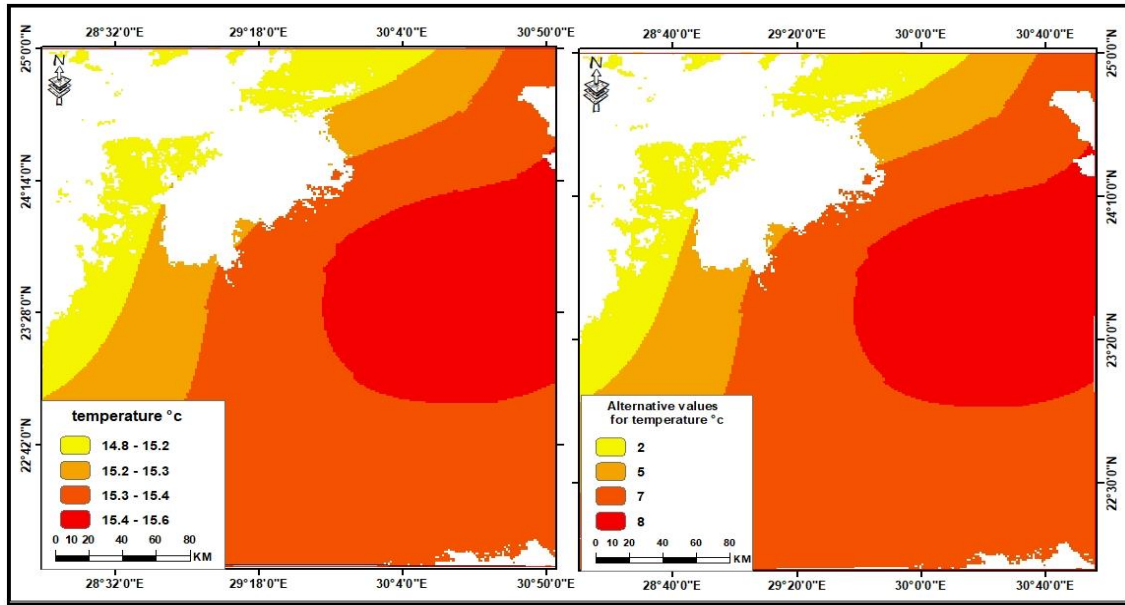 28°32'0"E 29°18'0"E 30°4'0"E 30°50'0"E
25°0'0"N
24°14'0"N
23°28'0"N
22°42'0"N
N
temperature °c
14.8 - 15.2
15.2 - 15.3
15.3 - 15.4
15.4 - 15.6
0 10 20 40 60 80
KM
28°32'0"E 29°18'0"E 30°4'0"E 30°50'0"E
28°40'0"E 29°20'0"E 30°0'0"E 30°40'0"E
25°0'0"N
24°10'0"N
23°20'0"N
22°30'0"N
N
Alternative values
for temperature °c
2
5
7
8
0 10 20 40 60 80
KM
28°40'0"E 29°20'0"E 30°0'0"E 30°40'0"E